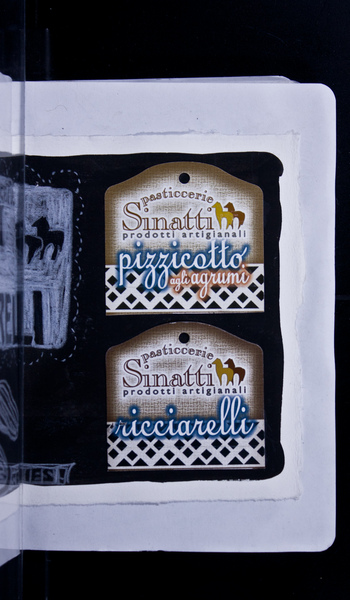 pasticcerie
Sinatti
prodotti artigianali
pizzicotto
agli agrumi
pasticcerie
Sinatti
prodotti artigianali
ricciarelli